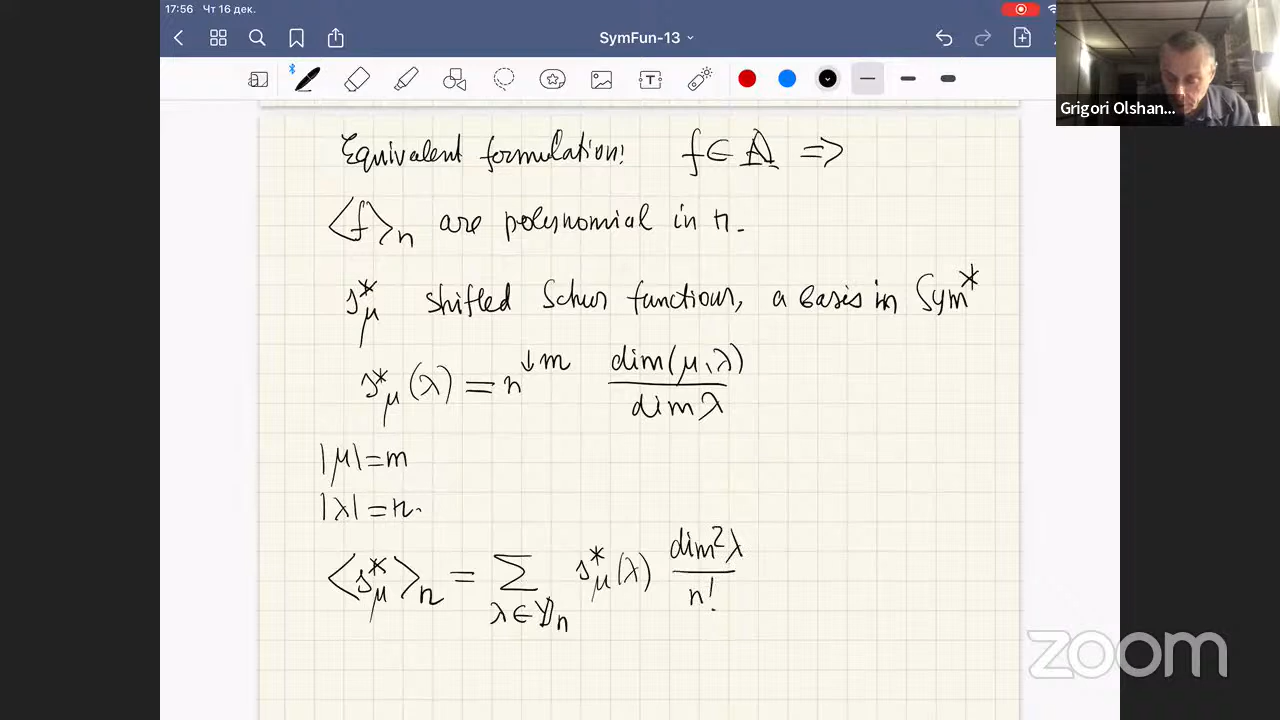 17:56 Чт 16 дек.
SymFun-13
Grigori Olshan...
Equivalent formulation: f ∈ 𝔸 ⇒
⟨f⟩_n are polynomial in n.
s*_μ shifted Schur functions, a basis in Sym*
s*_μ(λ) = n^{↓m} dim(μ,λ) / dim λ
|μ| = m
|λ| = n.
⟨s*_μ⟩_n = ∑_{λ∈𝕐_n} s*_μ(λ) dim²λ / n!
zoom